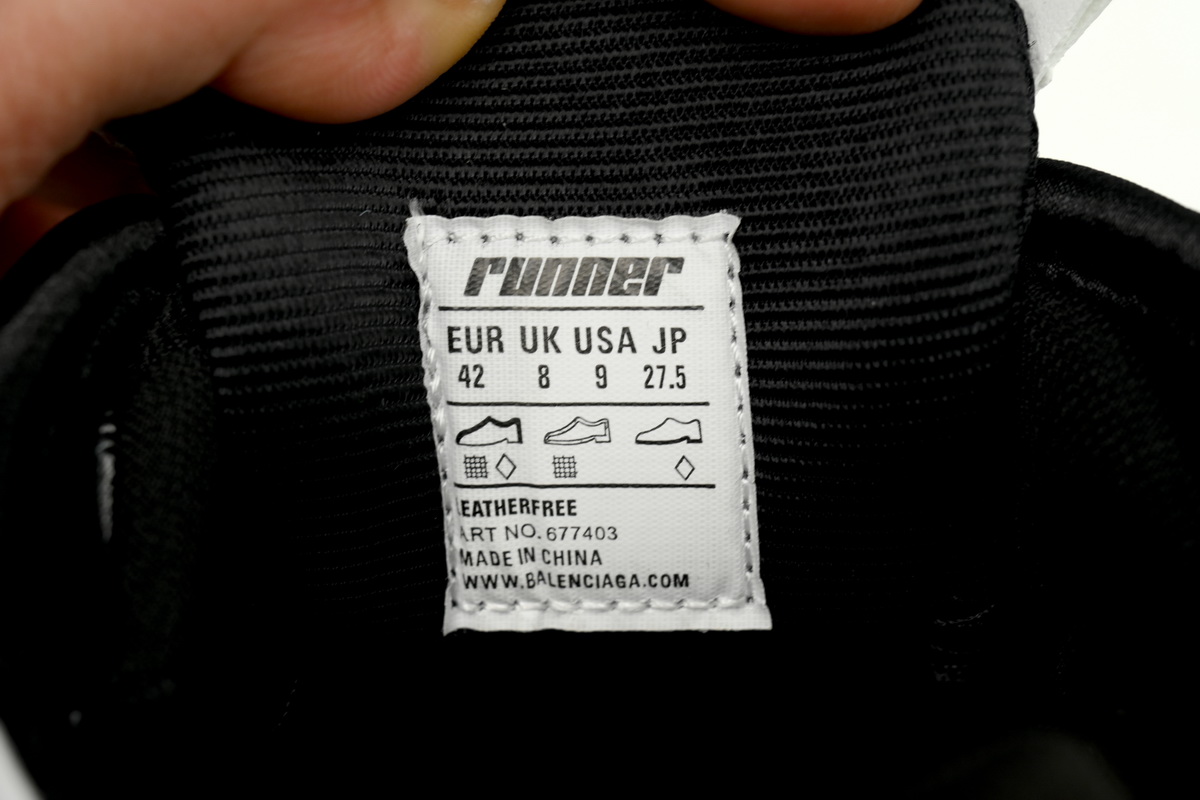 runner
EUR UK USA JP
42 8 9 27.5
EATHERFREE
ART NO. 677403
MADE IN CHINA
WWW.BALENCIAGA.COM